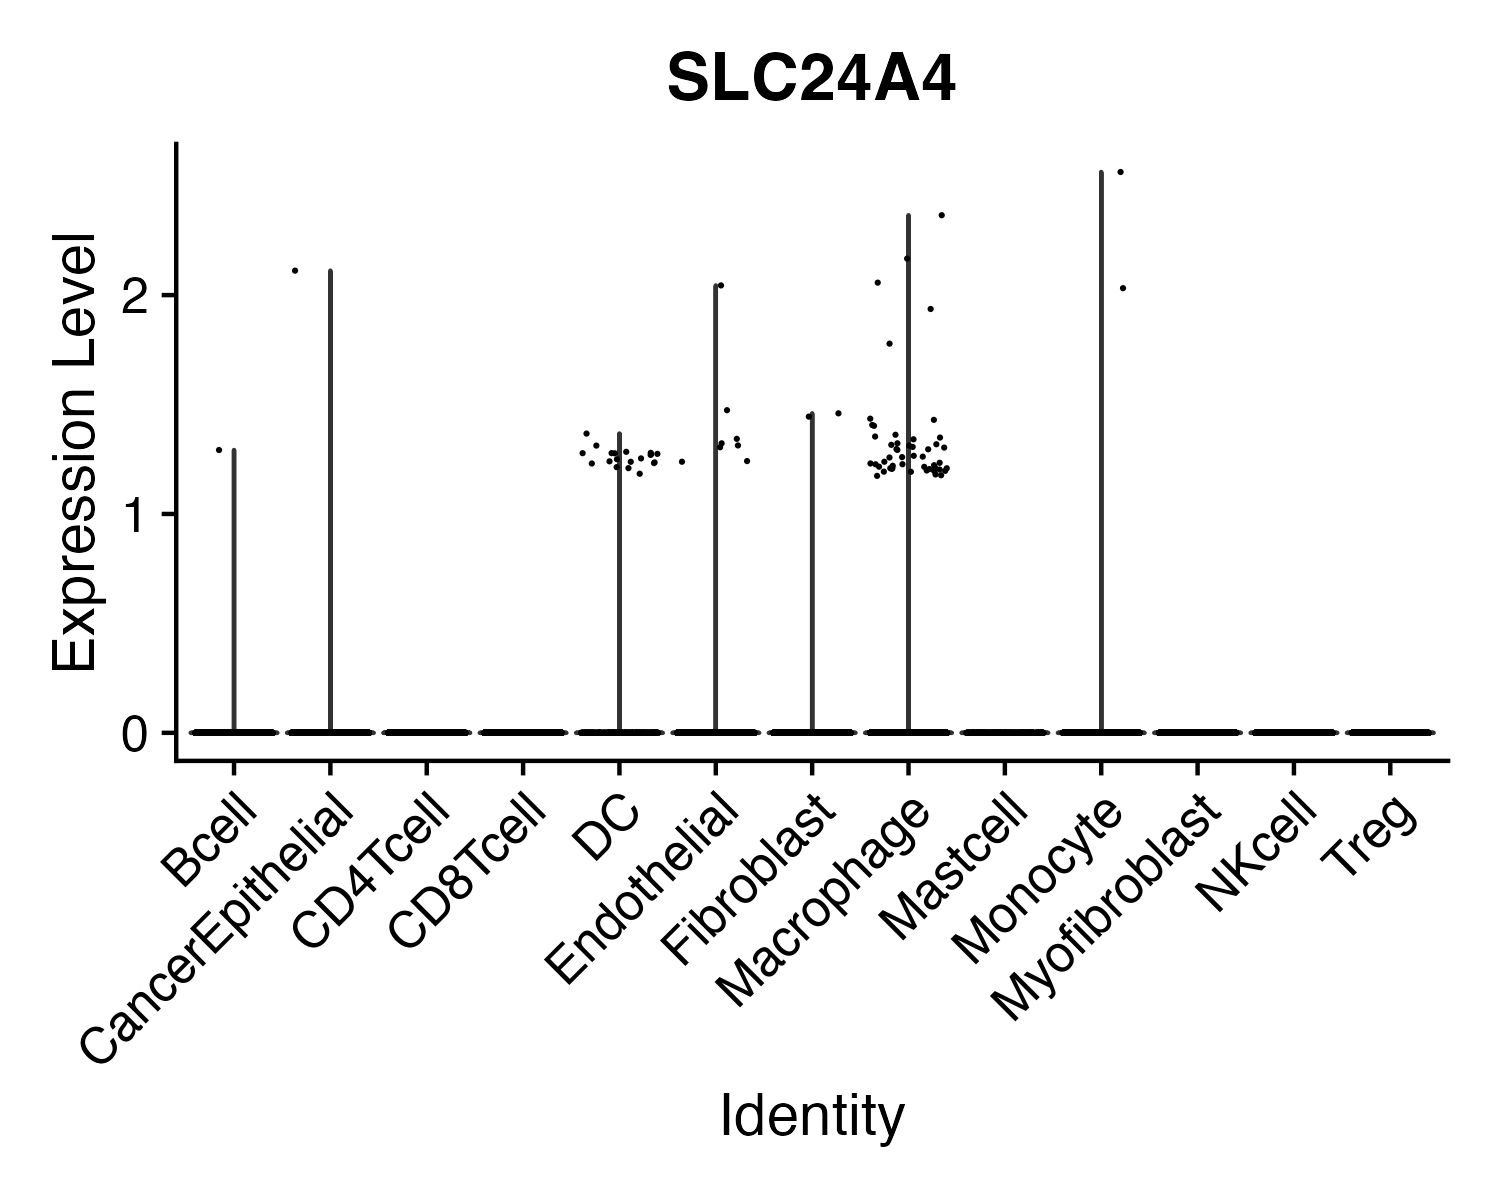 SLC24A4
Expression Level
2
1
0
Bcell
CancerEpithelial
CD4Tcell
CD8Tcell
DC
Endothelial
Fibroblast
Macrophage
Mastcell
Monocyte
Myofibroblast
NKcell
Treg
Identity